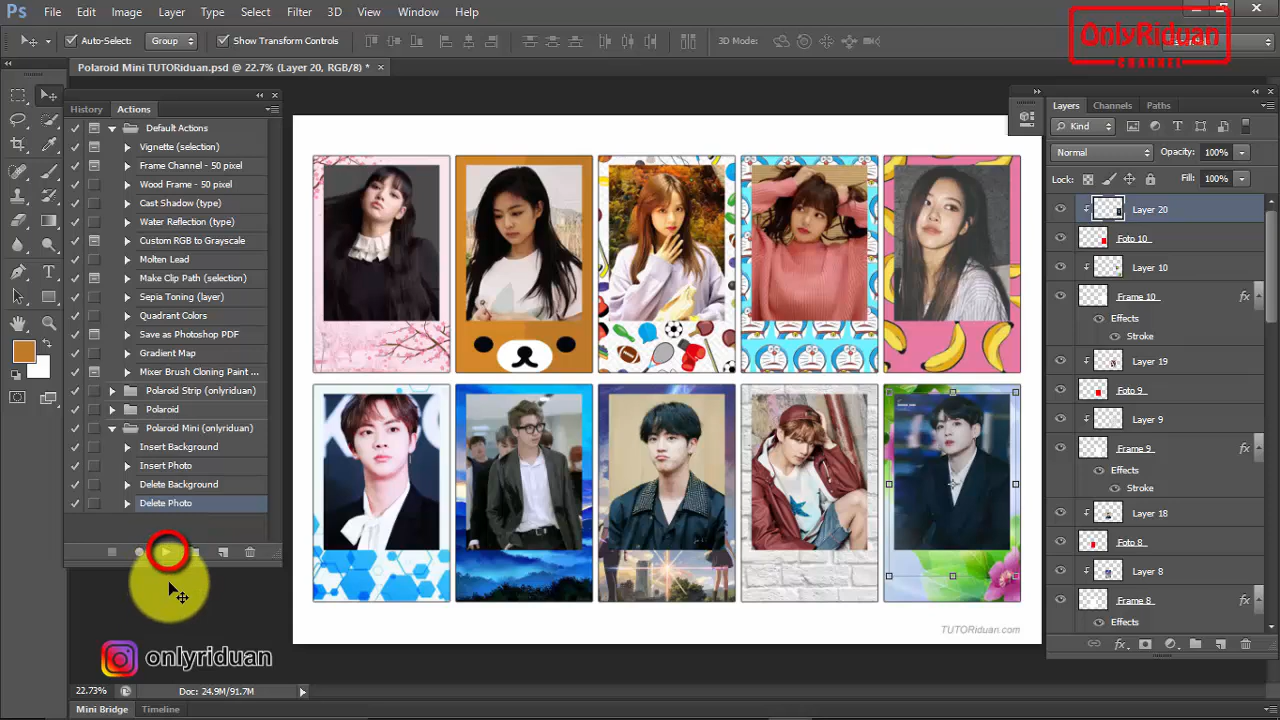 Ps File Edit Image Layer Type Select Filter 3D View Window Help
Auto-Select: Group Show Transform Controls 3D Mode:
OnlyRiduan
CHANNEL
Polaroid Mini TUTORiduan.psd @ 22.7% (Layer 20, RGB/8) *
History Actions
Default Actions
Vignette (selection)
Frame Channel - 50 pixel
Wood Frame - 50 pixel
Cast Shadow (type)
Water Reflection (type)
Custom RGB to Grayscale
Molten Lead
Make Clip Path (selection)
Sepia Toning (layer)
Quadrant Colors
Save as Photoshop PDF
Gradient Map
Mixer Brush Cloning Paint ...
Polaroid Strip (onlyriduan)
Polaroid
Polaroid Mini (onlyriduan)
Insert Background
Insert Photo
Delete Background
Delete Photo
onlyriduan
TUTORiduan.com
Layers Channels Paths
Kind
Normal Opacity: 100%
Lock: Fill: 100%
Layer 20
Foto 10
Layer 10
Frame 10 fx
Effects
Stroke
Layer 19
Foto 9
Layer 9
Frame 9 fx
Effects
Stroke
Layer 18
Foto 8
Layer 8
Frame 8 fx
Effects
22.73% Doc: 24.9M/91.7M
Mini Bridge Timeline